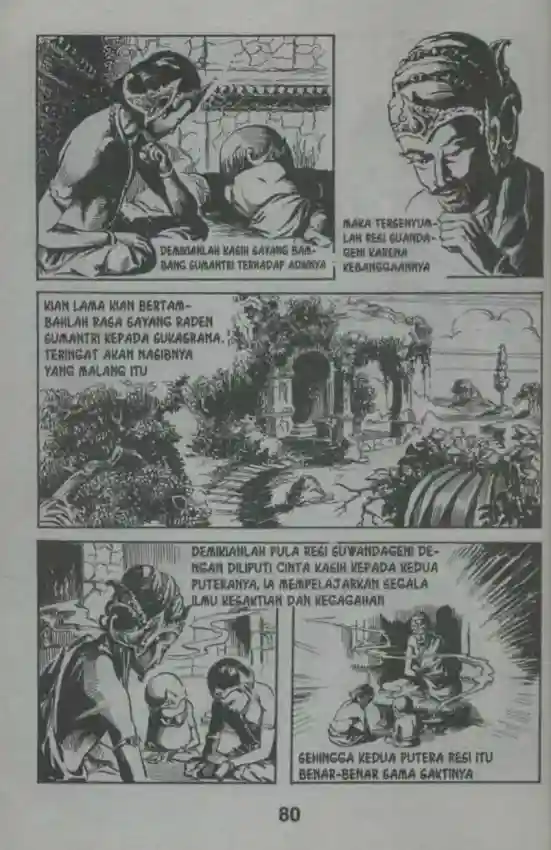 DEMIKIANLAH KASIH SAYANG BAM-
BANG SUMANTRI TERHADAP ADIKNYA
MAKA TERSENYUM-
LAH RESI SUANDA-
GENI KARENA
KEBANGGAANNYA
KIAN LAMA KIAN BERTAM-
BAHLAH RASA SAYANG RADEN
SUMANTRI KEPADA SUKASRANA.
TERINGAT AKAN NASIBNYA
YANG MALANG ITU
DEMIKIANLAH PULA RESI SUWANDAGENI DE-
NGAN DILIPUTI CINTA KASIH KEPADA KEDUA
PUTERANYA, IA MEMPELAJARKAN SEGALA
ILMU KESAKTIAN DAN KEGAGAHAN
SEHINGGA KEDUA PUTERA RESI ITU
BENAR-BENAR SAMA SAKTINYA
80